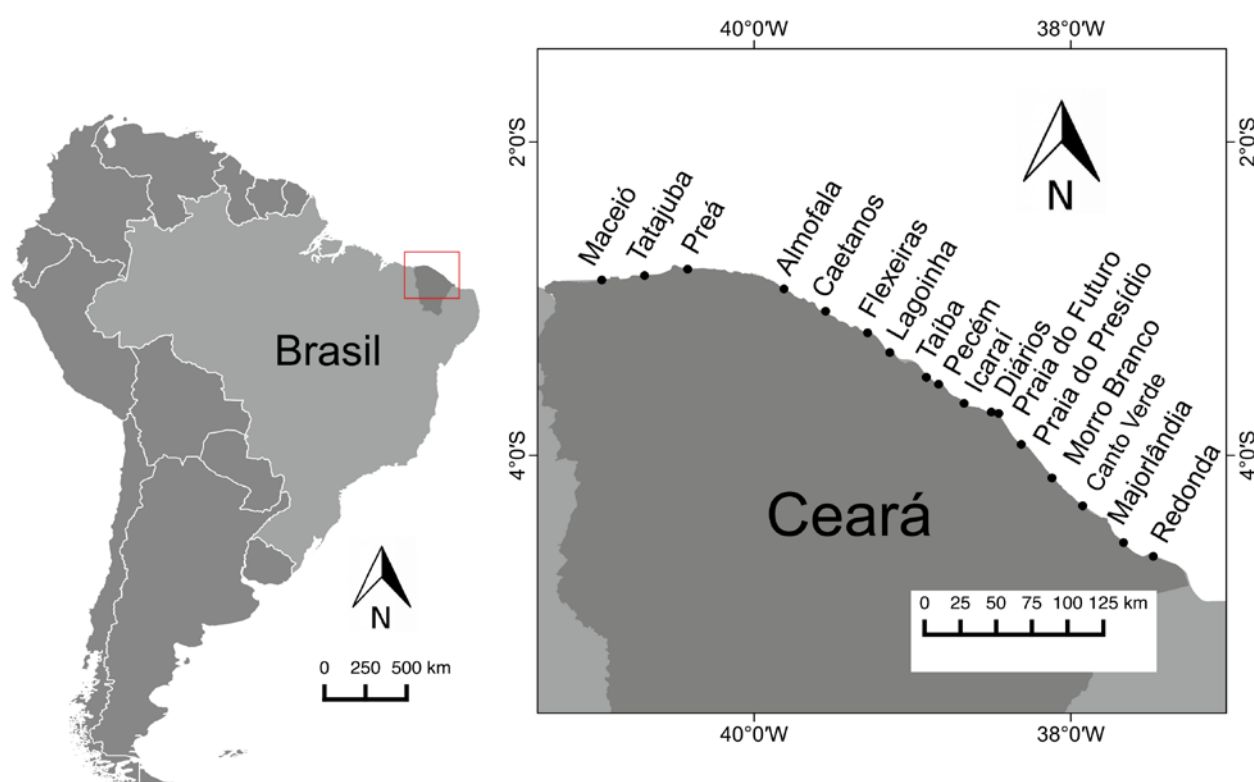 Brasil
N
0 250 500 km
40°0'W 38°0'W
2°0'S
2°0'S
N
Maceió
Tatajuba
Preá
Almofala
Caetanos
Flexeiras
Lagoinha
Taíba
Pecém
Icaraí
Diários
Praia do Futuro
Praia do Presídio
Morro Branco
Canto Verde
Majorlândia
Redonda
4°0'S
4°0'S
Ceará
0 25 50 75 100 125 km
40°0'W 38°0'W